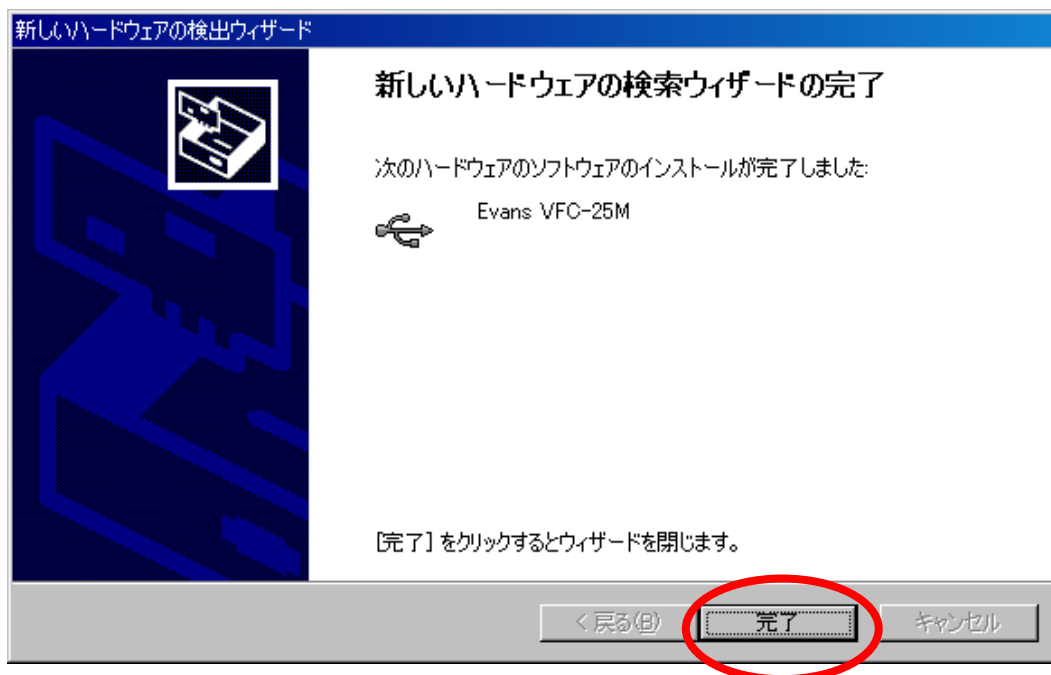 新しいハードウェアの検出ウィザード
新しいハードウェアの検索ウィザードの完了
次のハードウェアのソフトウェアのインストールが完了しました:
Evans VFC-25M
[完了] をクリックするとウィザードを閉じます。
< 戻る(B)
完了
キャンセル